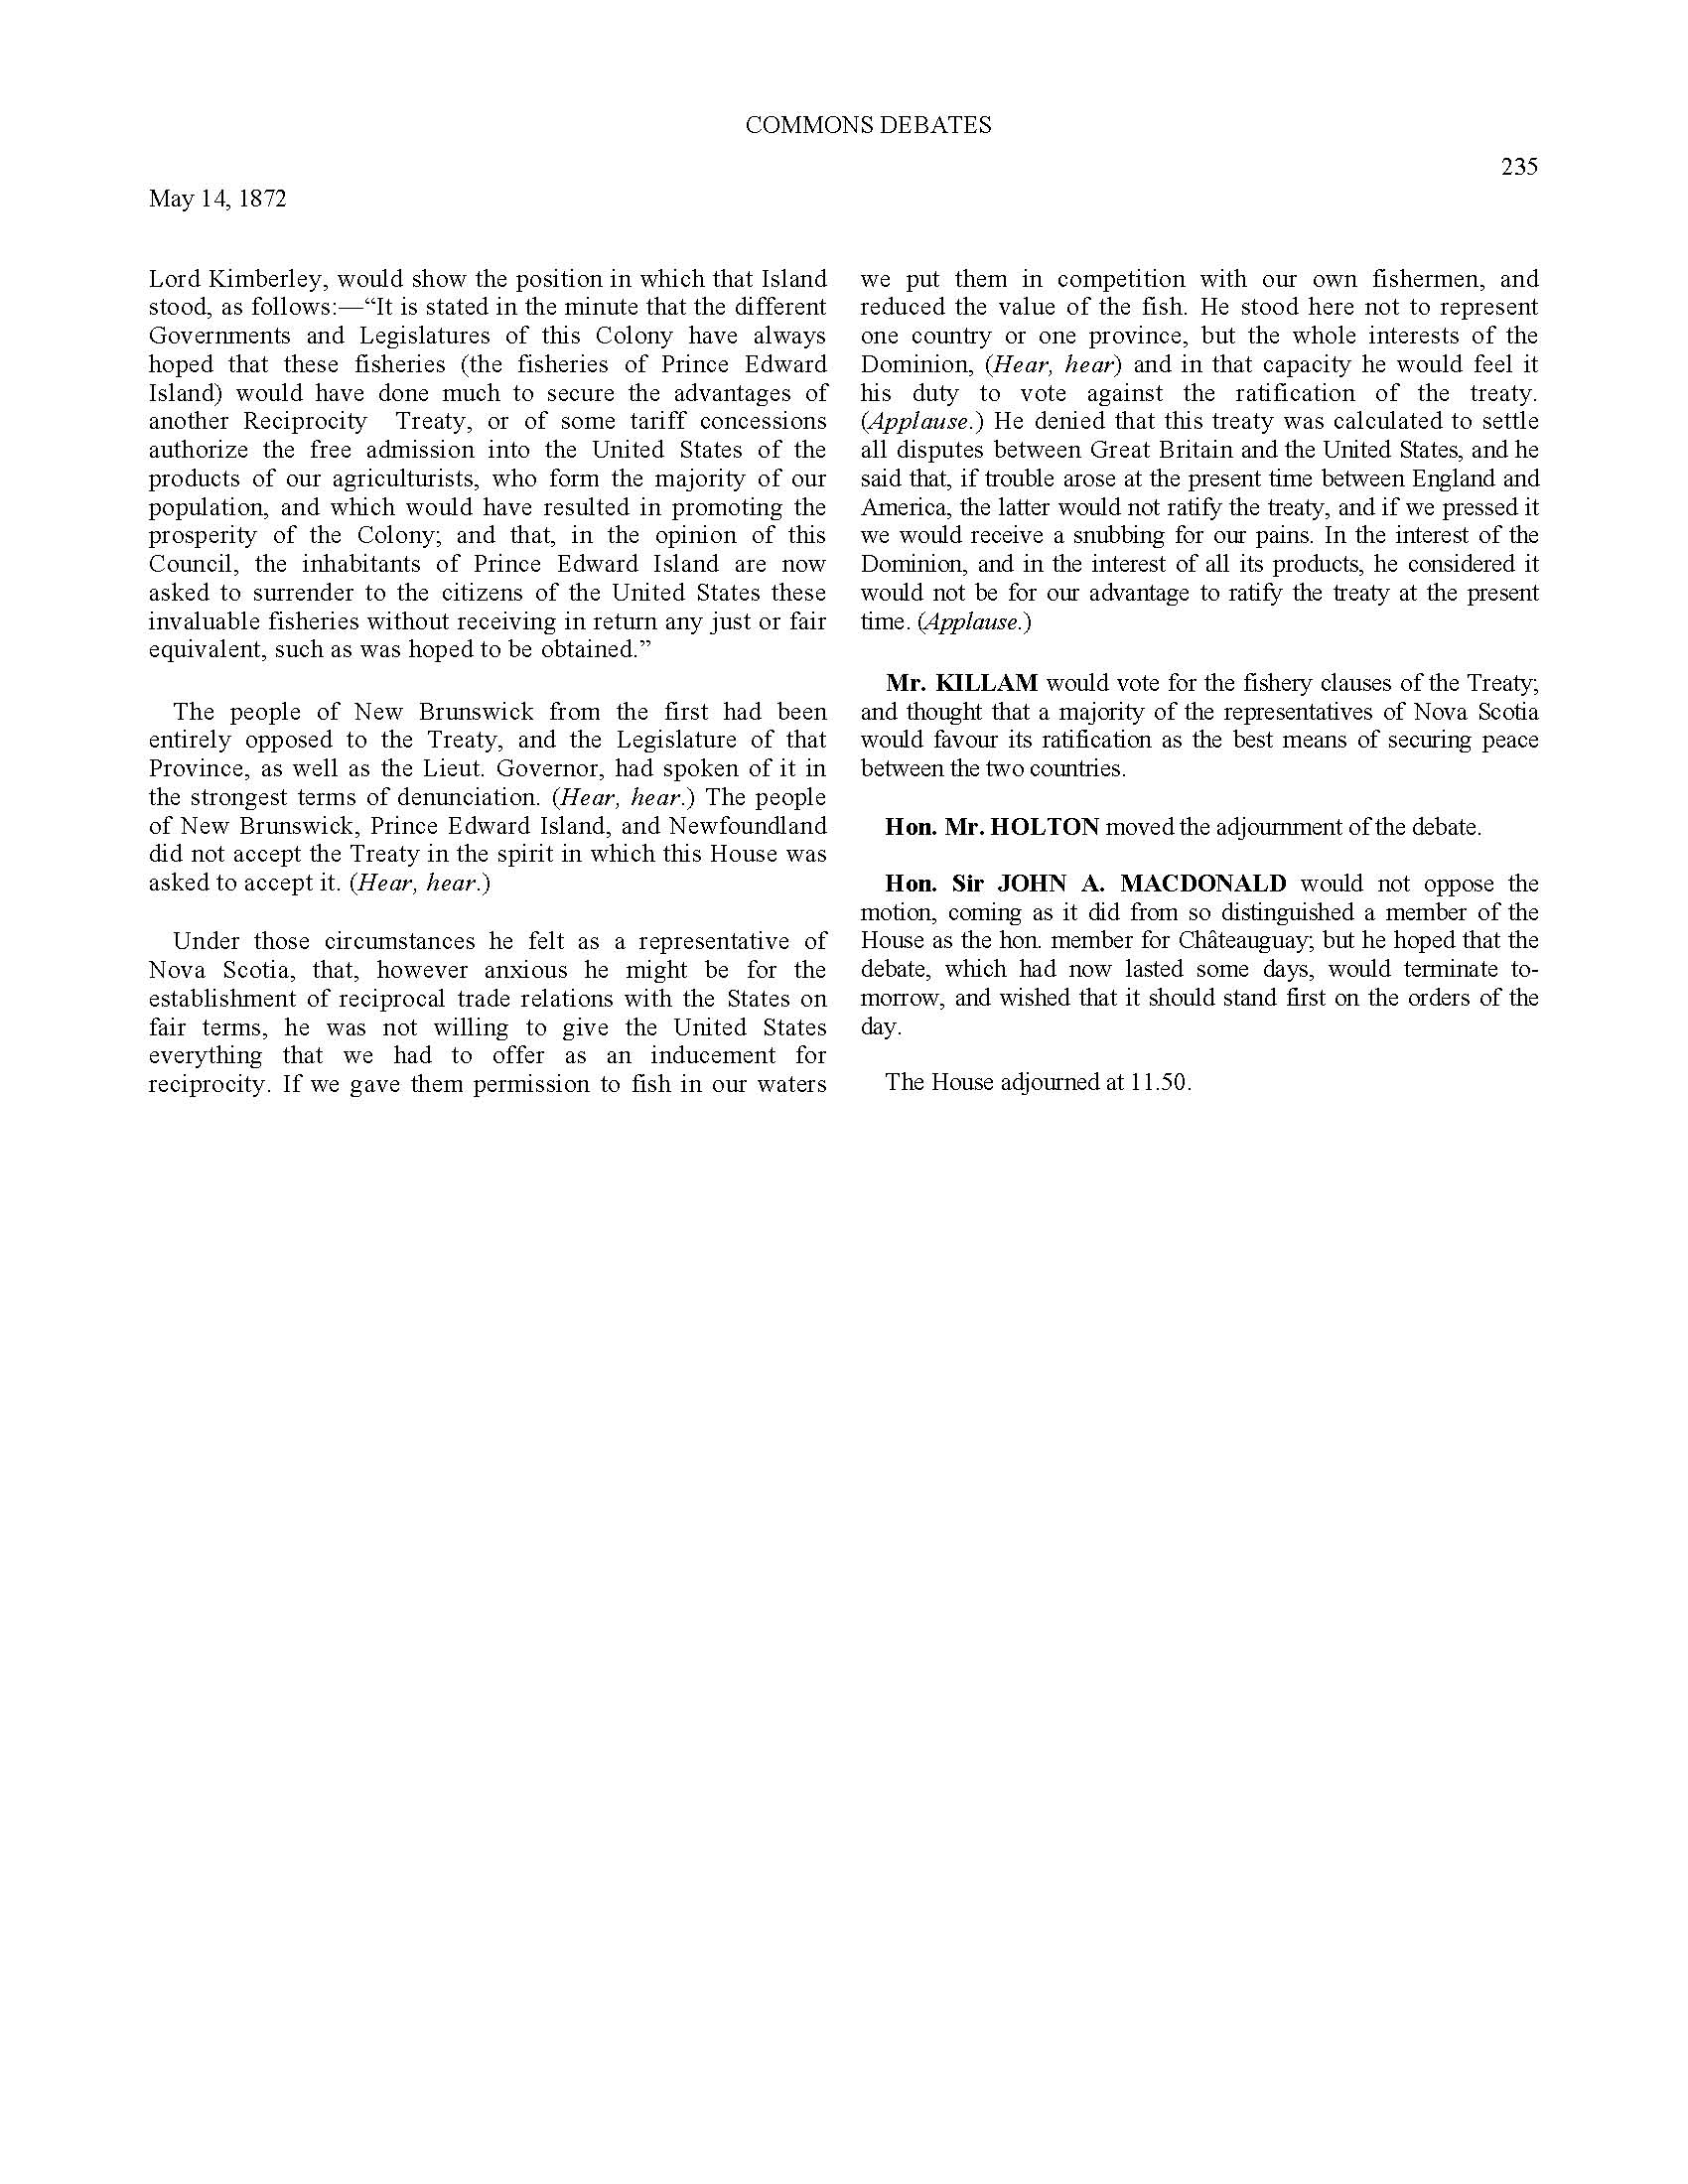 COMMONS DEBATES
235
May 14, 1872
Lord Kimberley, would show the position in which that Island
stood, as follows:—“It is stated in the minute that the different
Governments and Legislatures of this Colony have always
hoped that these fisheries (the fisheries of Prince Edward
Island) would have done much to secure the advantages of
another Reciprocity Treaty, or of some tariff concessions
authorize the free admission into the United States of the
products of our agriculturists, who form the majority of our
population, and which would have resulted in promoting the
prosperity of the Colony; and that, in the opinion of this
Council, the inhabitants of Prince Edward Island are now
asked to surrender to the citizens of the United States these
invaluable fisheries without receiving in return any just or fair
equivalent, such as was hoped to be obtained.”
The people of New Brunswick from the first had been
entirely opposed to the Treaty, and the Legislature of that
Province, as well as the Lieut. Governor, had spoken of it in
the strongest terms of denunciation. (Hear, hear.) The people
of New Brunswick, Prince Edward Island, and Newfoundland
did not accept the Treaty in the spirit in which this House was
asked to accept it. (Hear, hear.)
Under those circumstances he felt as a representative of
Nova Scotia, that, however anxious he might be for the
establishment of reciprocal trade relations with the States on
fair terms, he was not willing to give the United States
everything that we had to offer as an inducement for
reciprocity. If we gave them permission to fish in our waters
we put them in competition with our own fishermen, and
reduced the value of the fish. He stood here not to represent
one country or one province, but the whole interests of the
Dominion, (Hear, hear) and in that capacity he would feel it
his duty to vote against the ratification of the treaty.
(Applause.) He denied that this treaty was calculated to settle
all disputes between Great Britain and the United States, and he
said that, if trouble arose at the present time between England and
America, the latter would not ratify the treaty, and if we pressed it
we would receive a snubbing for our pains. In the interest of the
Dominion, and in the interest of all its products, he considered it
would not be for our advantage to ratify the treaty at the present
time. (Applause.)
Mr. KILLAM would vote for the fishery clauses of the Treaty;
and thought that a majority of the representatives of Nova Scotia
would favour its ratification as the best means of securing peace
between the two countries.
Hon. Mr. HOLTON moved the adjournment of the debate.
Hon. Sir JOHN A. MACDONALD would not oppose the
motion, coming as it did from so distinguished a member of the
House as the hon. member for Châteauguay; but he hoped that the
debate, which had now lasted some days, would terminate to-
morrow, and wished that it should stand first on the orders of the
day.
The House adjourned at 11.50.